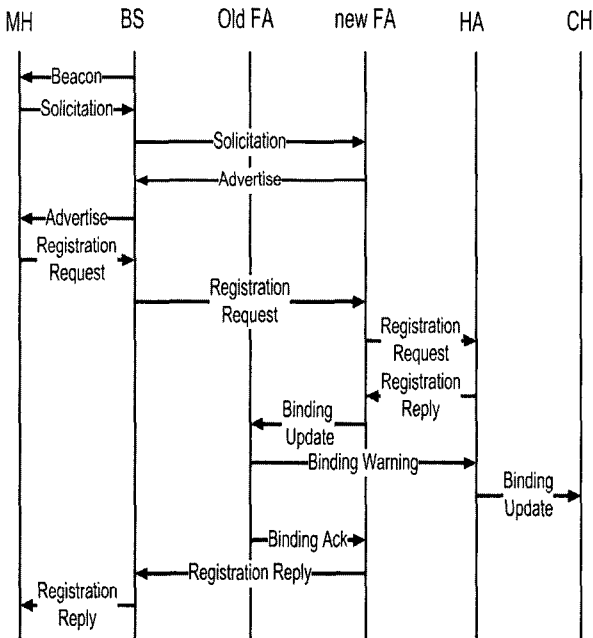 MH BS Old FA new FA HA CH
Beacon
Solicitation
Solicitation
Advertise
Advertise
Registration
Request
Registration
Request
Registration
Request
Registration
Reply
Binding
Update
Binding Warning
Binding
Update
Binding Ack
Registration Reply
Registration
Reply